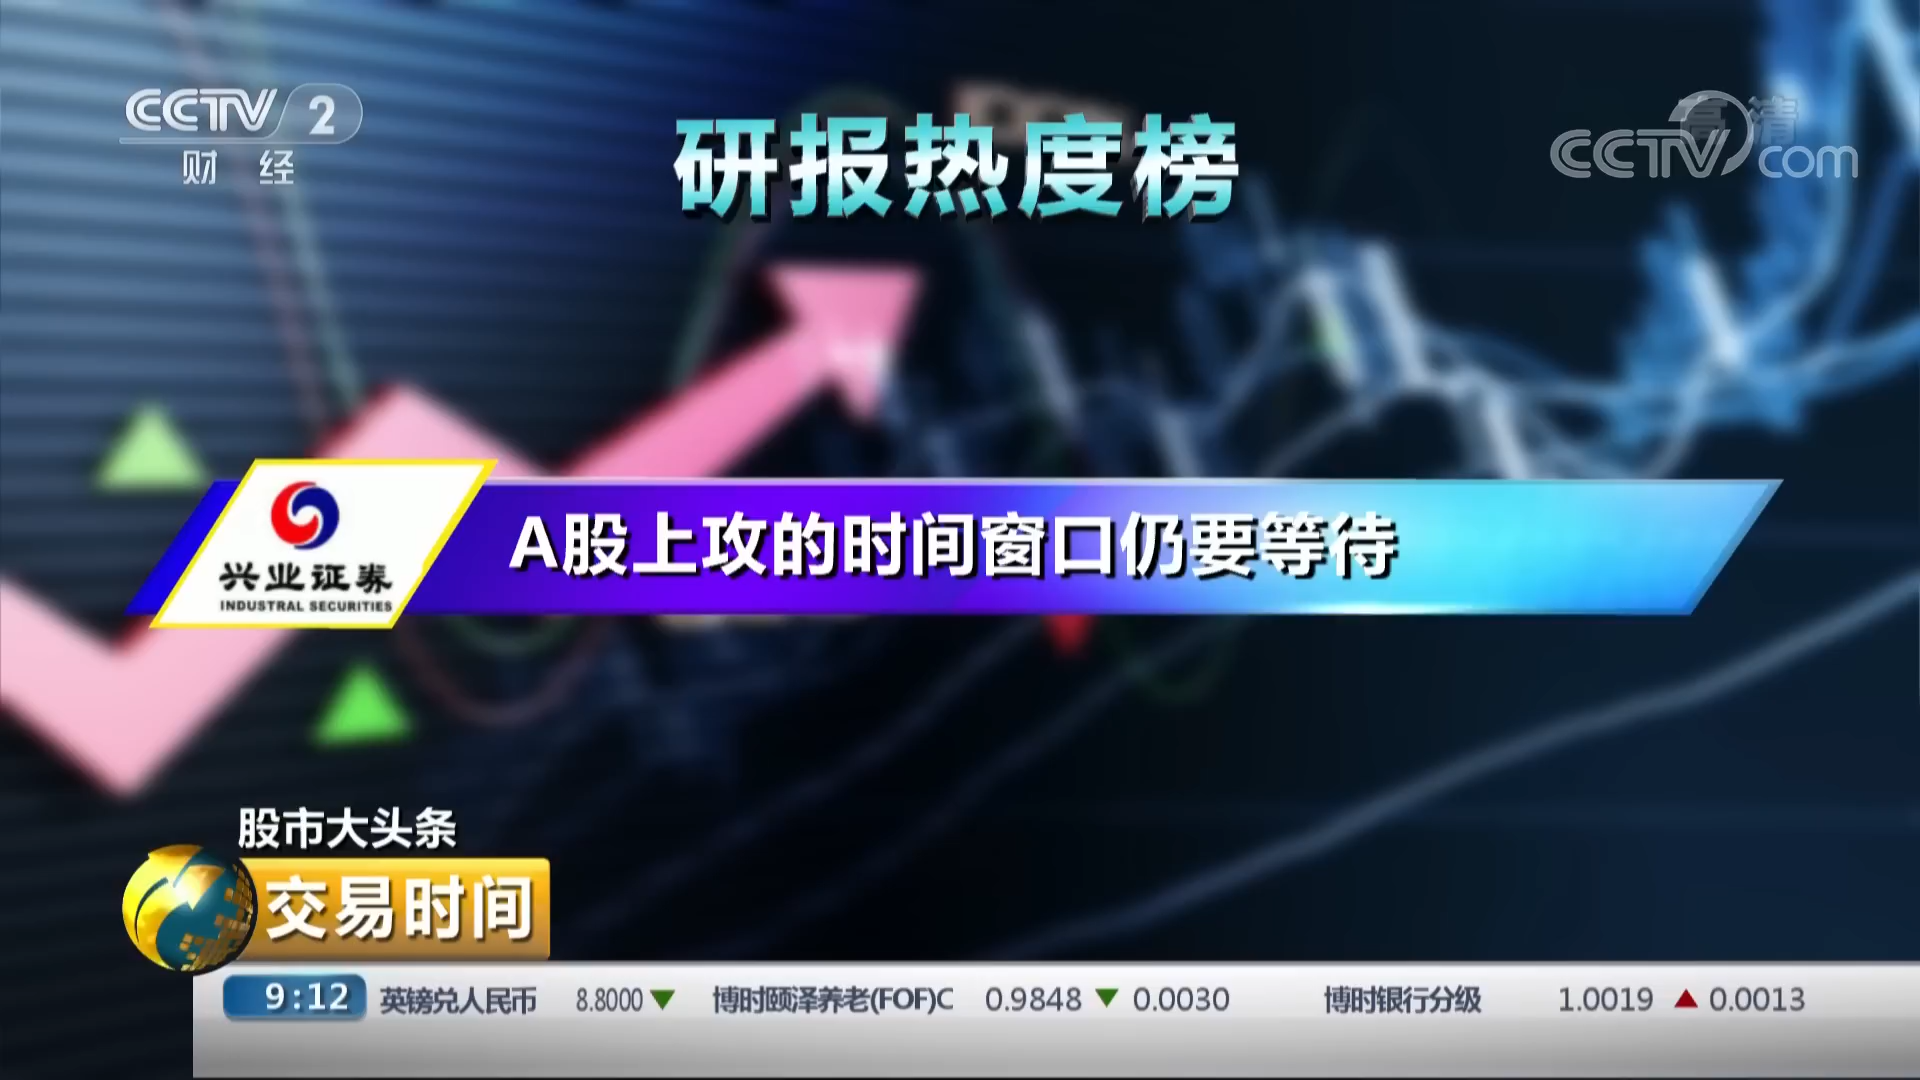 CCTV 2
财经
高清
CCTV com
研报热度榜
兴业证券
INDUSTRAL SECURITIES
A股上攻的时间窗口仍要等待
股市大头条
交易时间
9:12 英镑兑人民币 8.8000 ▼ 博时颐泽养老(FOF)C 0.9848 ▼ 0.0030 博时银行分级 1.0019 ▲ 0.0013